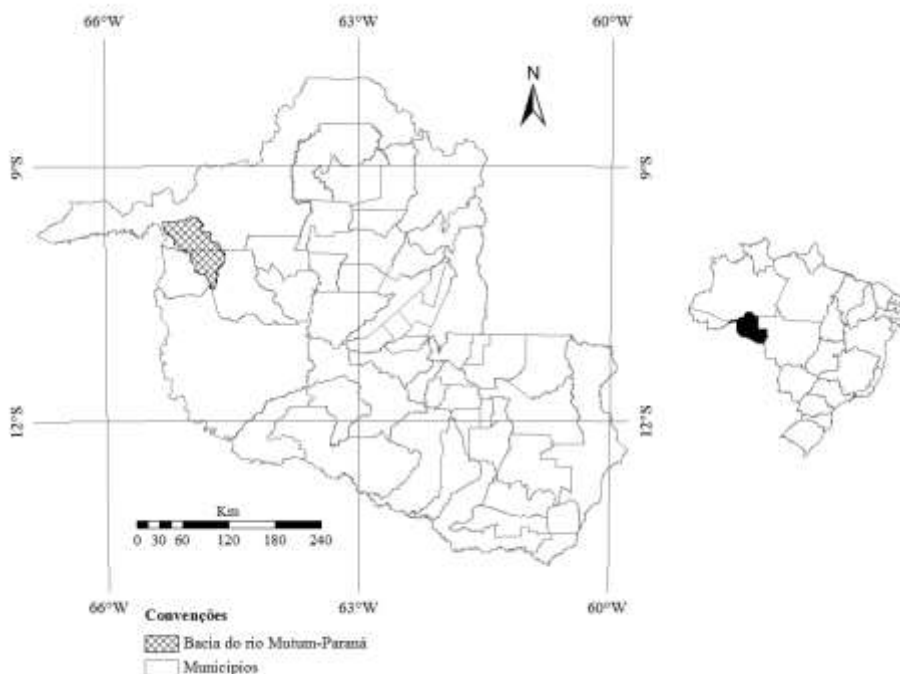 66°W 63°W 60°W
N
9°S 9°S
12°S 12°S
Km
0 30 60 120 180 240
66°W 63°W 60°W
Convenções
Bacia do rio Mutum-Paraná
Municípios